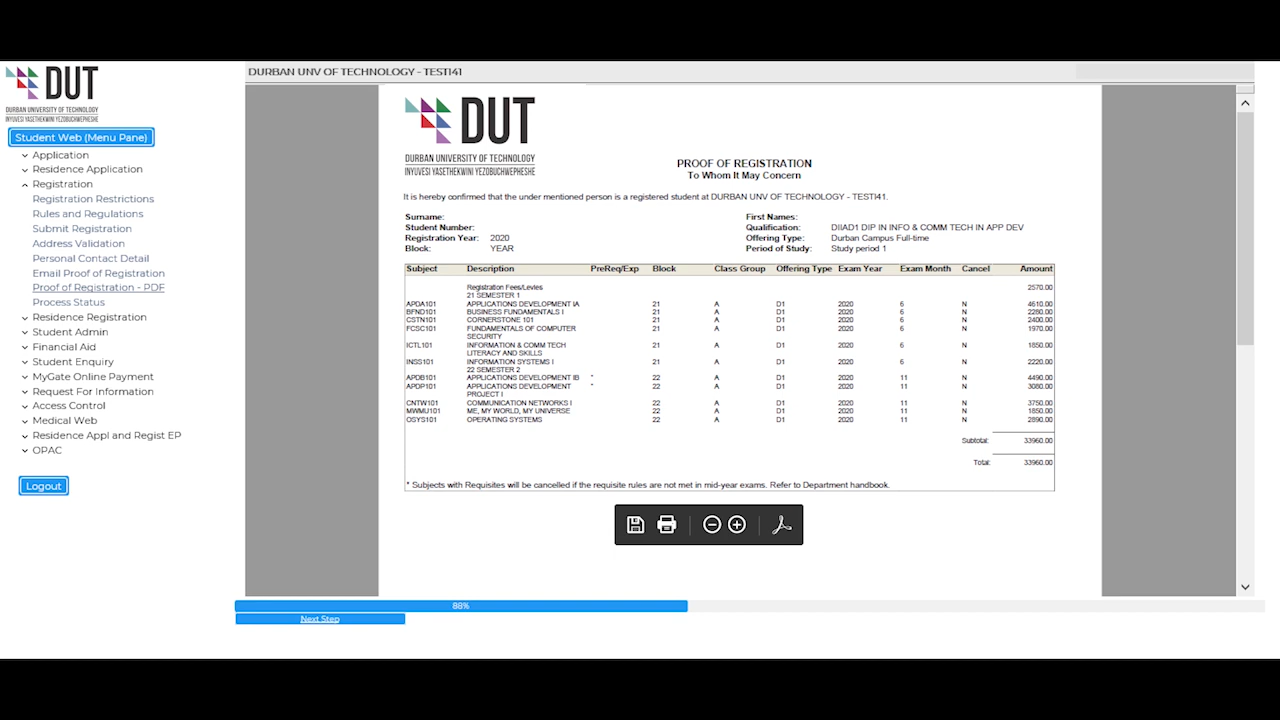 DUT
DURBAN UNIVERSITY OF TECHNOLOGY
INYUVESI YASETHEKWINI YEZOBUCHWEPHESHE
Student Web (Menu Pane)
Application
Residence Application
Registration
Registration Restrictions
Rules and Regulations
Submit Registration
Address Validation
Personal Contact Detail
Email Proof of Registration
Proof of Registration - PDF
Process Status
Residence Registration
Student Admin
Financial Aid
Student Enquiry
MyGate Online Payment
Request For Information
Access Control
Medical Web
Residence Appl and Regist EP
OPAC
Logout
DURBAN UNV OF TECHNOLOGY - TESTI41
DUT
DURBAN UNIVERSITY OF TECHNOLOGY
INYUVESI YASETHEKWINI YEZOBUCHWEPHESHE
PROOF OF REGISTRATION
To Whom It May Concern
It is hereby confirmed that the under mentioned person is a registered student at DURBAN UNV OF TECHNOLOGY - TESTI41.
Surname: First Names:
Student Number: Qualification: DIIAD1 DIP IN INFO & COMM TECH IN APP DEV
Registration Year: 2020 Offering Type: Durban Campus Full-time
Block: YEAR Period of Study: Study period 1
Subject Description PreReq/Exp Block Class Group Offering Type Exam Year Exam Month Cancel Amount
Registration Fees/Levies 2570.00
21 SEMESTER 1
APDA101 APPLICATIONS DEVELOPMENT IA 21 A D1 2020 6 N 4610.00
BFND101 BUSINESS FUNDAMENTALS I 21 A D1 2020 6 N 2280.00
CSTN101 CORNERSTONE 101 21 A D1 2020 6 N 2400.00
FCSC101 FUNDAMENTALS OF COMPUTER 21 A D1 2020 6 N 1970.00
SECURITY
ICTL101 INFORMATION & COMM TECH 21 A D1 2020 6 N 1850.00
LITERACY AND SKILLS
INSS101 INFORMATION SYSTEMS I 21 A D1 2020 6 N 2220.00
22 SEMESTER 2
APDB101 APPLICATIONS DEVELOPMENT IB * 22 A D1 2020 11 N 4490.00
APDP101 APPLICATIONS DEVELOPMENT * 22 A D1 2020 11 N 3080.00
PROJECT I
CNTW101 COMMUNICATION NETWORKS I 22 A D1 2020 11 N 3750.00
MWMU101 ME, MY WORLD, MY UNIVERSE 22 A D1 2020 11 N 1850.00
OSYS101 OPERATING SYSTEMS 22 A D1 2020 11 N 2890.00
Subtotal: 33960.00
Total: 33960.00
* Subjects with Requisites will be cancelled if the requisite rules are not met in mid-year exams. Refer to Department handbook.
88%
Next Step